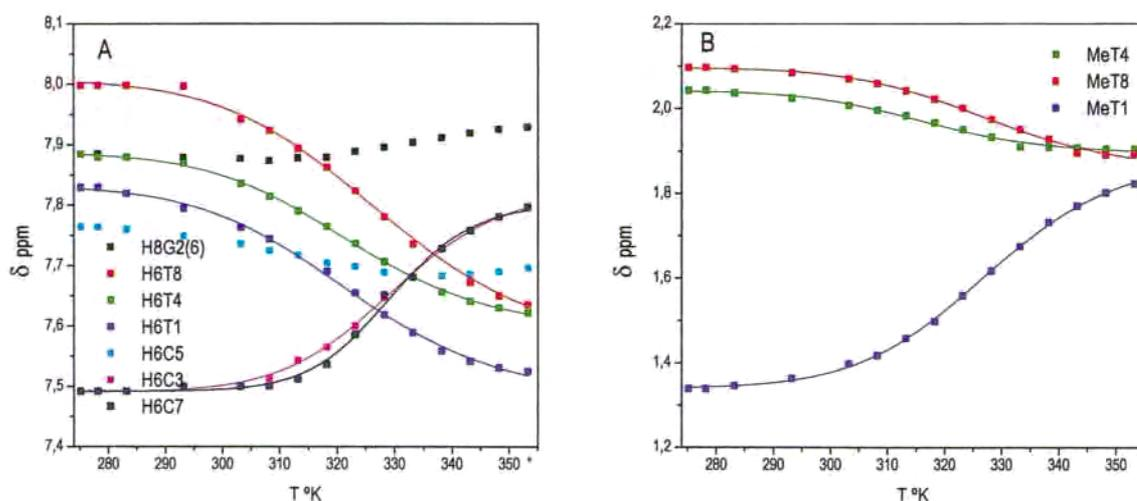 A
8,1
8,0
7,9
7,8
7,7
7,6
7,5
7,4
δ ppm
H8G2(6)
H6T8
H6T4
H6T1
H6C5
H6C3
H6C7
280 290 300 310 320 330 340 350
T ºK
B
2,2
2,0
1,8
1,6
1,4
1,2
δ ppm
MeT4
MeT8
MeT1
280 290 300 310 320 330 340 350
T ºK